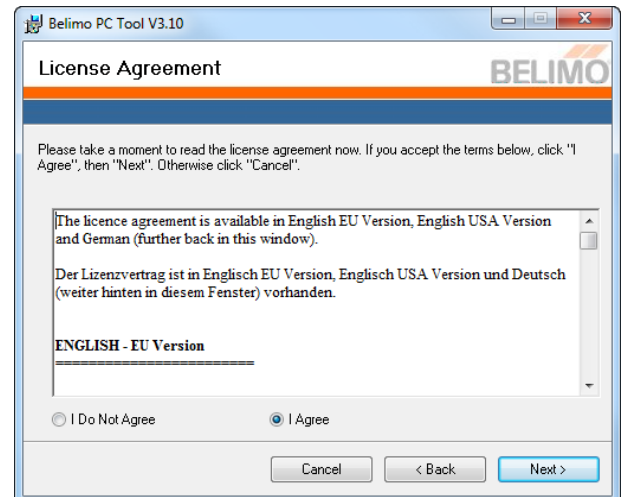 Belimo PC Tool V3.10
License Agreement
BELIMO
Please take a moment to read the license agreement now. If you accept the terms below, click "I
Agree", then "Next". Otherwise click "Cancel".
The licence agreement is available in English EU Version, English USA Version
and German (further back in this window).
Der Lizenzvertrag ist in Englisch EU Version, Englisch USA Version und Deutsch
(weiter hinten in diesem Fenster) vorhanden.
ENGLISH - EU Version
========================
I Do Not Agree
I Agree
Cancel
< Back
Next >